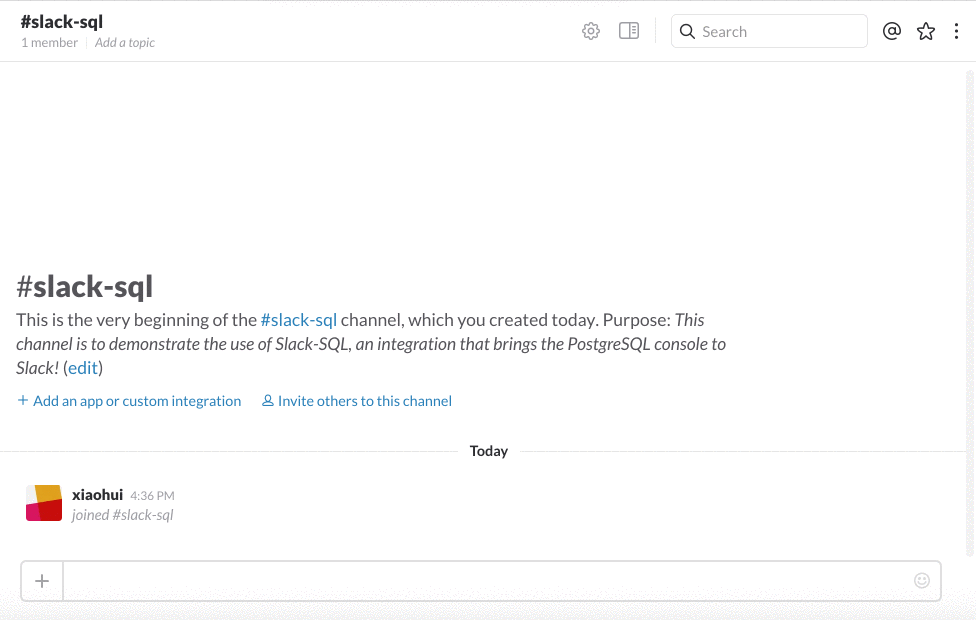 #slack-sql
1 member Add a topic
Search
#slack-sql
This is the very beginning of the #slack-sql channel, which you created today. Purpose: This
channel is to demonstrate the use of Slack-SQL, an integration that brings the PostgreSQL console to
Slack! (edit)
+ Add an app or custom integration Invite others to this channel
Today
xiaohui 4:36 PM
joined #slack-sql